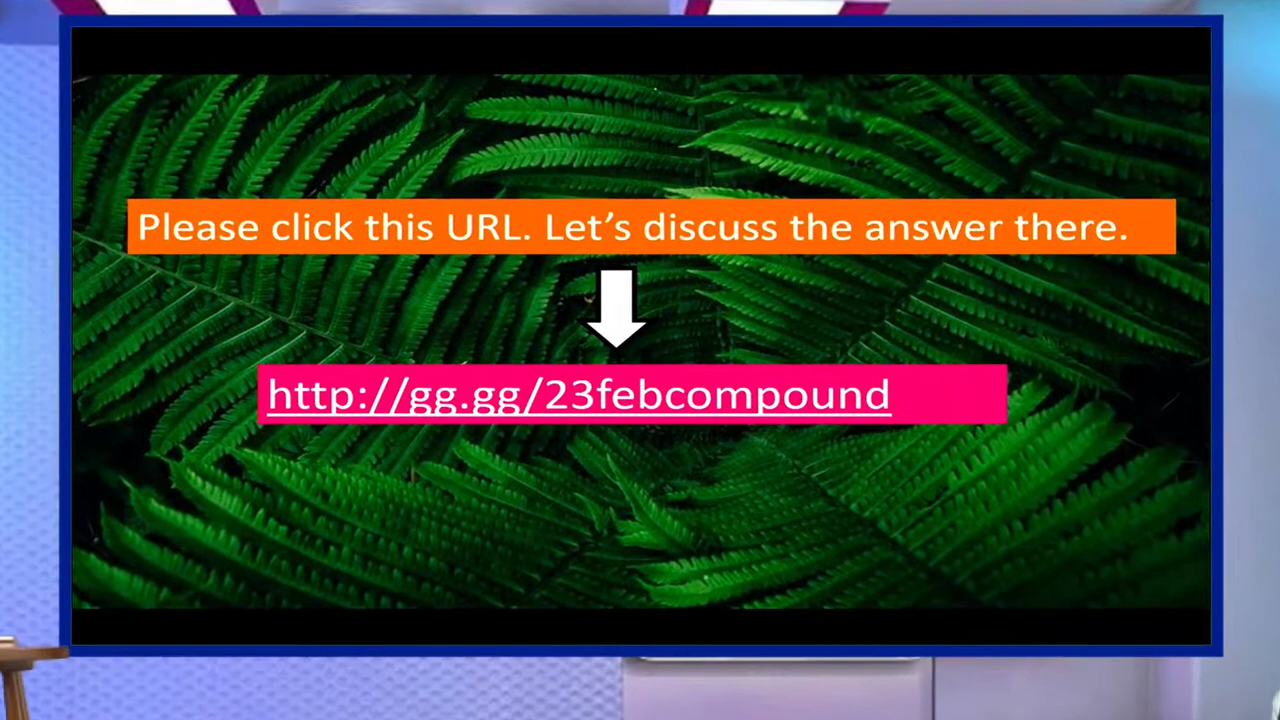 Please click this URL. Let’s discuss the answer there.
http://gg.gg/23febcompound